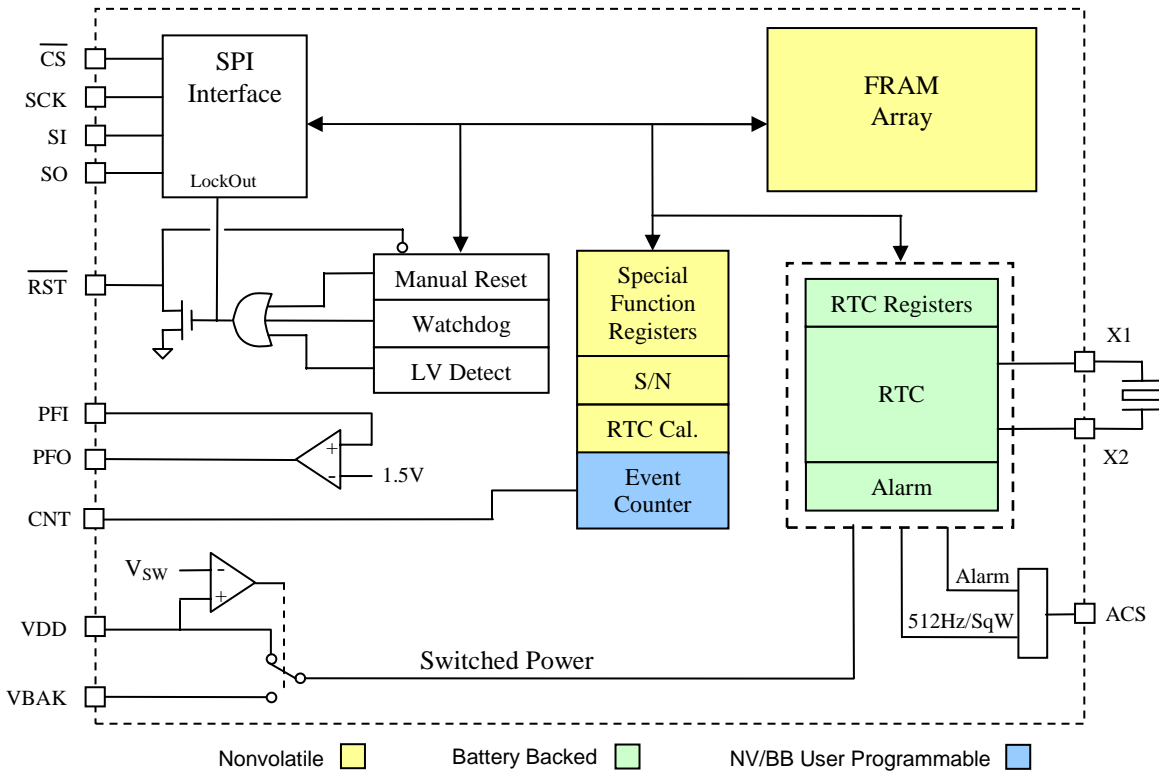 C̅S̅
SCK
SI
SO
SPI
Interface
LockOut
FRAM
Array
R̅S̅T̅
Manual Reset
Watchdog
LV Detect
Special
Function
Registers
S/N
RTC Cal.
Event
Counter
RTC Registers
RTC
Alarm
X1
X2
PFI
PFO
+
-
1.5V
CNT
VSW
-
+
VDD
VBAK
Switched Power
Alarm
512Hz/SqW
ACS
Nonvolatile
Battery Backed
NV/BB User Programmable